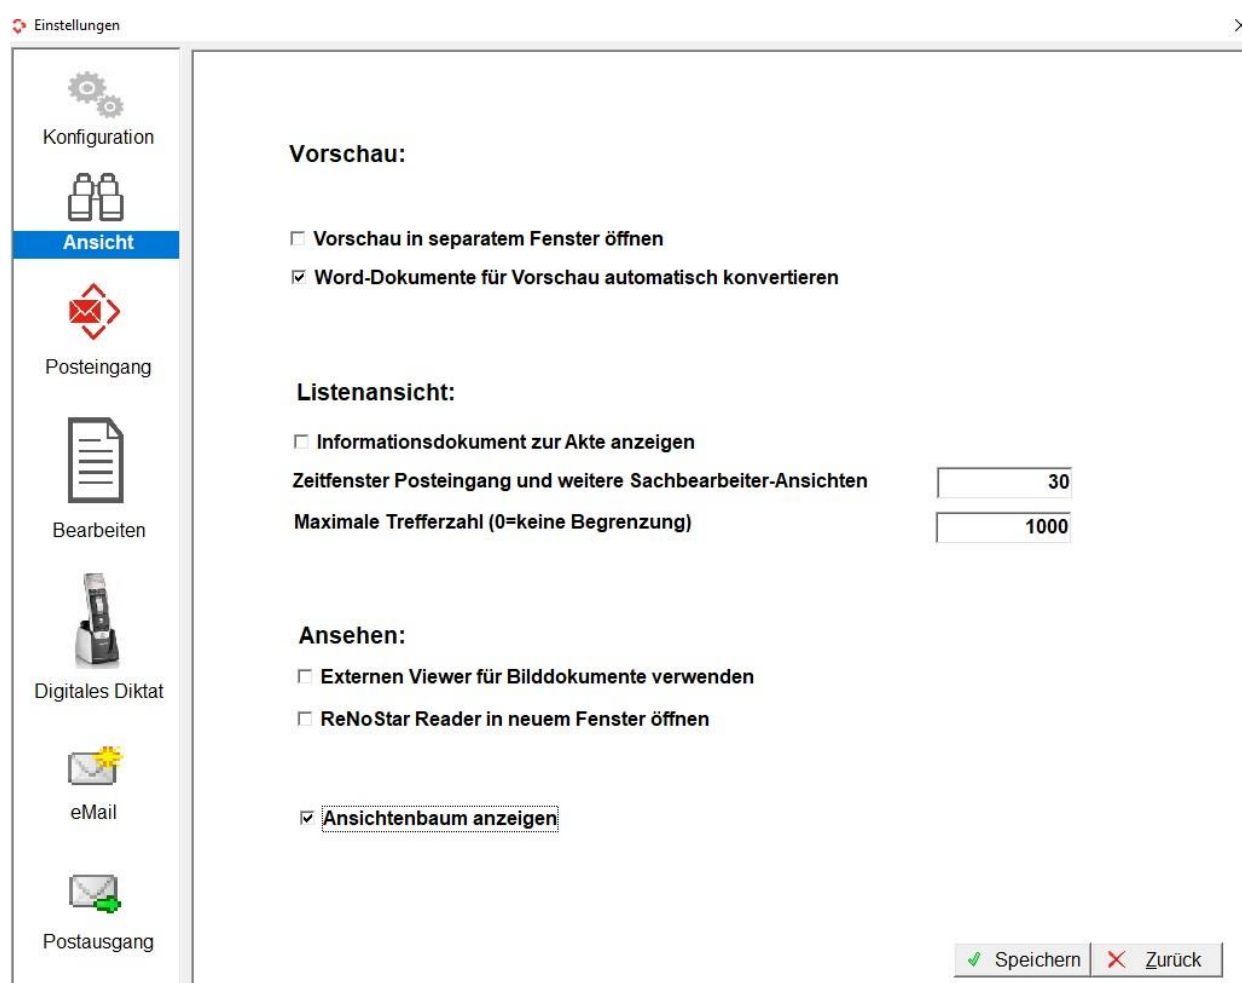 Einstellungen
Konfiguration
Ansicht
Posteingang
Bearbeiten
Digitales Diktat
eMail
Postausgang
Vorschau:
Vorschau in separatem Fenster öffnen
Word-Dokumente für Vorschau automatisch konvertieren
Listenansicht:
Informationsdokument zur Akte anzeigen
Zeitfenster Posteingang und weitere Sachbearbeiter-Ansichten 30
Maximale Trefferzahl (0=keine Begrenzung) 1000
Ansehen:
Externen Viewer für Bilddokumente verwenden
ReNoStar Reader in neuem Fenster öffnen
Ansichtenbaum anzeigen
Speichern Zurück